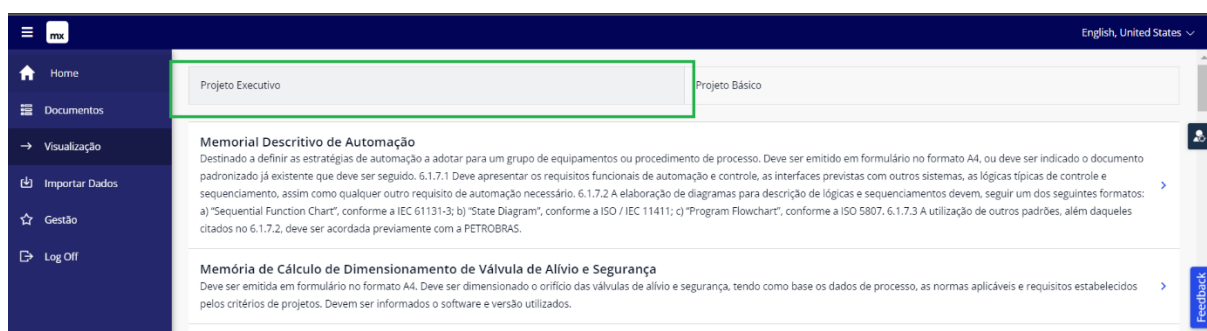 mx
English, United States
Home
Documentos
Visualização
Importar Dados
Gestão
Log Off
Projeto Executivo
Projeto Básico
Memorial Descritivo de Automação
Destinado a definir as estratégias de automação a adotar para um grupo de equipamentos ou procedimento de processo. Deve ser emitido em formulário no formato A4, ou deve ser indicado o documento
padronizado já existente que deve ser seguido. 6.1.7.1 Deve apresentar os requisitos funcionais de automação e controle, as interfaces previstas com outros sistemas, as lógicas típicas de controle e
sequenciamento, assim como qualquer outro requisito de automação necessário. 6.1.7.2 A elaboração de diagramas para descrição de lógicas e sequenciamentos devem, seguir um dos seguintes formatos:
a) “Sequential Function Chart”, conforme a IEC 61131-3; b) “State Diagram”, conforme a ISO / IEC 11411; c) “Program Flowchart”, conforme a ISO 5807. 6.1.7.3 A utilização de outros padrões, além daqueles
citados no 6.1.7.2, deve ser acordada previamente com a PETROBRAS.
Memória de Cálculo de Dimensionamento de Válvula de Alívio e Segurança
Deve ser emitida em formulário no formato A4. Deve ser dimensionado o orifício das válvulas de alívio e segurança, tendo como base os dados de processo, as normas aplicáveis e requisitos estabelecidos
pelos critérios de projetos. Devem ser informados o software e versão utilizados.
Feedback